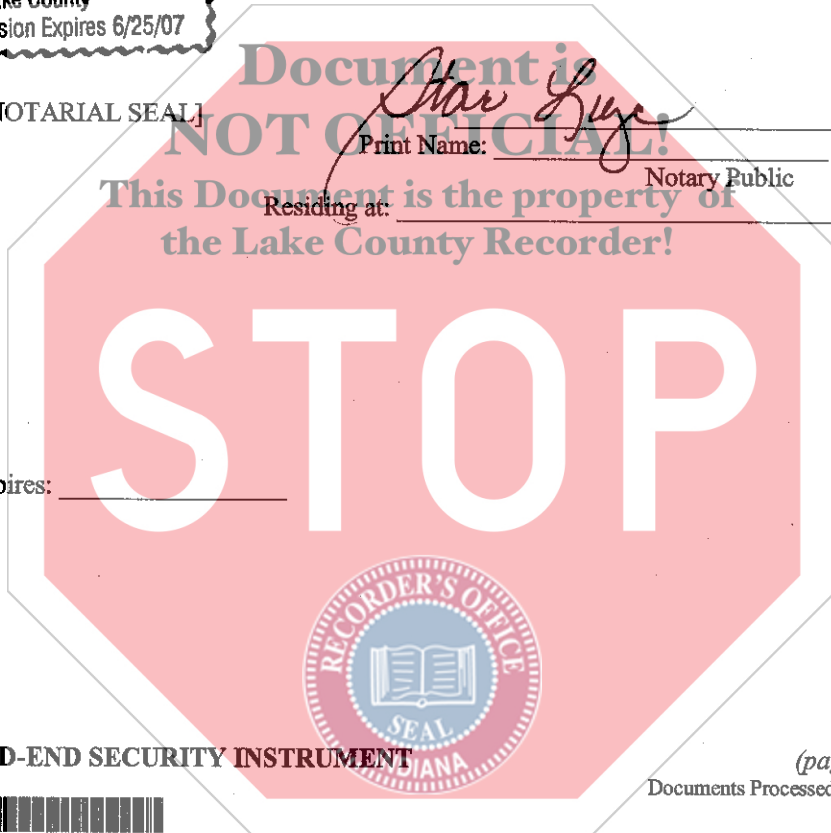 ke County
sion Expires 6/25/07
Document is
NOTARIAL SEAL]
NOT OFFICIAL!
Print Name:
Notary Public
This Document is the property of
Residing at:
the Lake County Recorder!
STOP
pires:
RECORDER'S OFFICE
SEAL
INDIANA
D-END SECURITY INSTRUMENT
(pa
Documents Processed